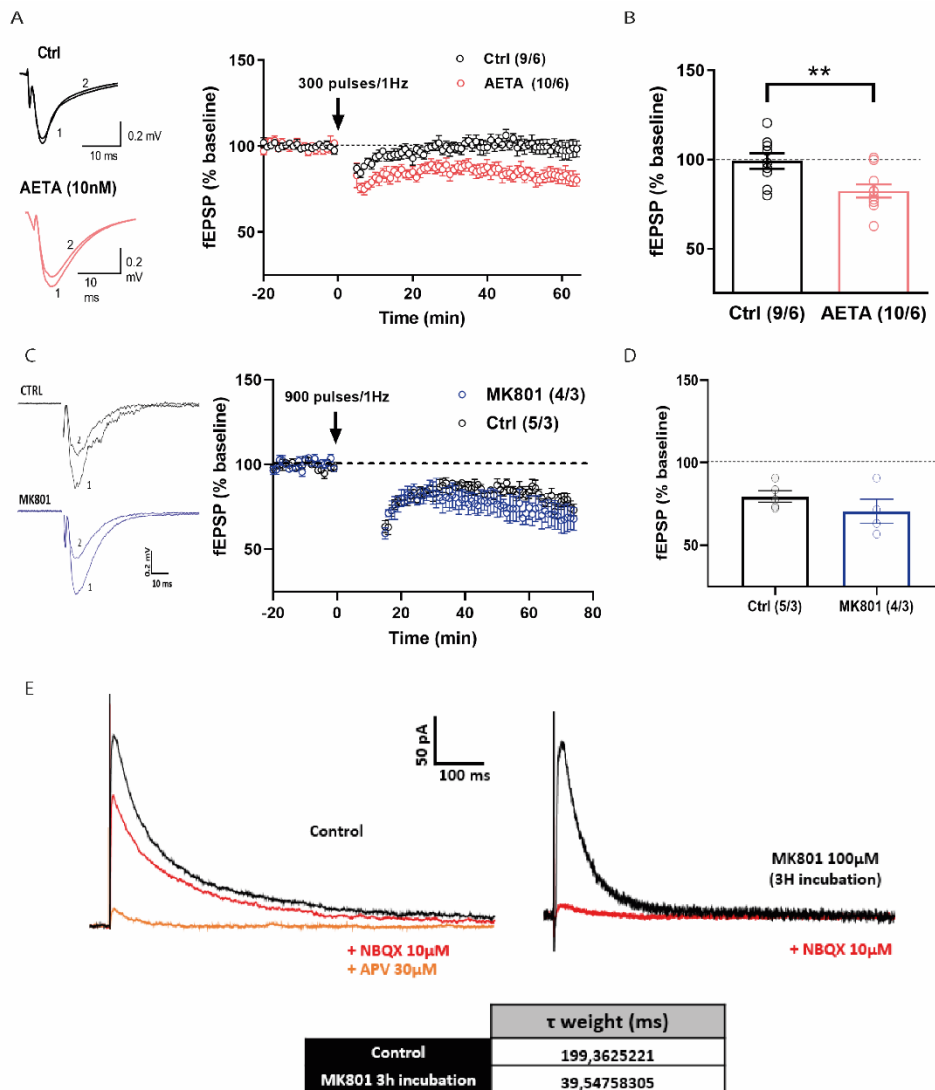 A
Ctrl
2
1
0.2 mV
10 ms
AETA (10nM)
2
1
0.2
mV
10
ms
300 pulses/1Hz
Ctrl (9/6)
AETA (10/6)
fEPSP (% baseline)
150
100
50
-20
0
20
40
60
Time (min)
B
**
fEPSP (% baseline)
150
100
50
Ctrl (9/6)
AETA (10/6)
C
CTRL
2
1
MK801
2
1
0.2 mV
10 ms
900 pulses/1Hz
MK801 (4/3)
Ctrl (5/3)
fEPSP (% baseline)
150
100
50
-20
0
20
40
60
80
Time (min)
D
fEPSP (% baseline)
150
100
50
Ctrl (5/3)
MK801 (4/3)
E
50 pA
100 ms
Control
+ NBQX 10µM
+ APV 30µM
MK801 100µM
(3H incubation)
+ NBQX 10µM
τ weight (ms)
Control 199,3625221
MK801 3h incubation 39,54758305